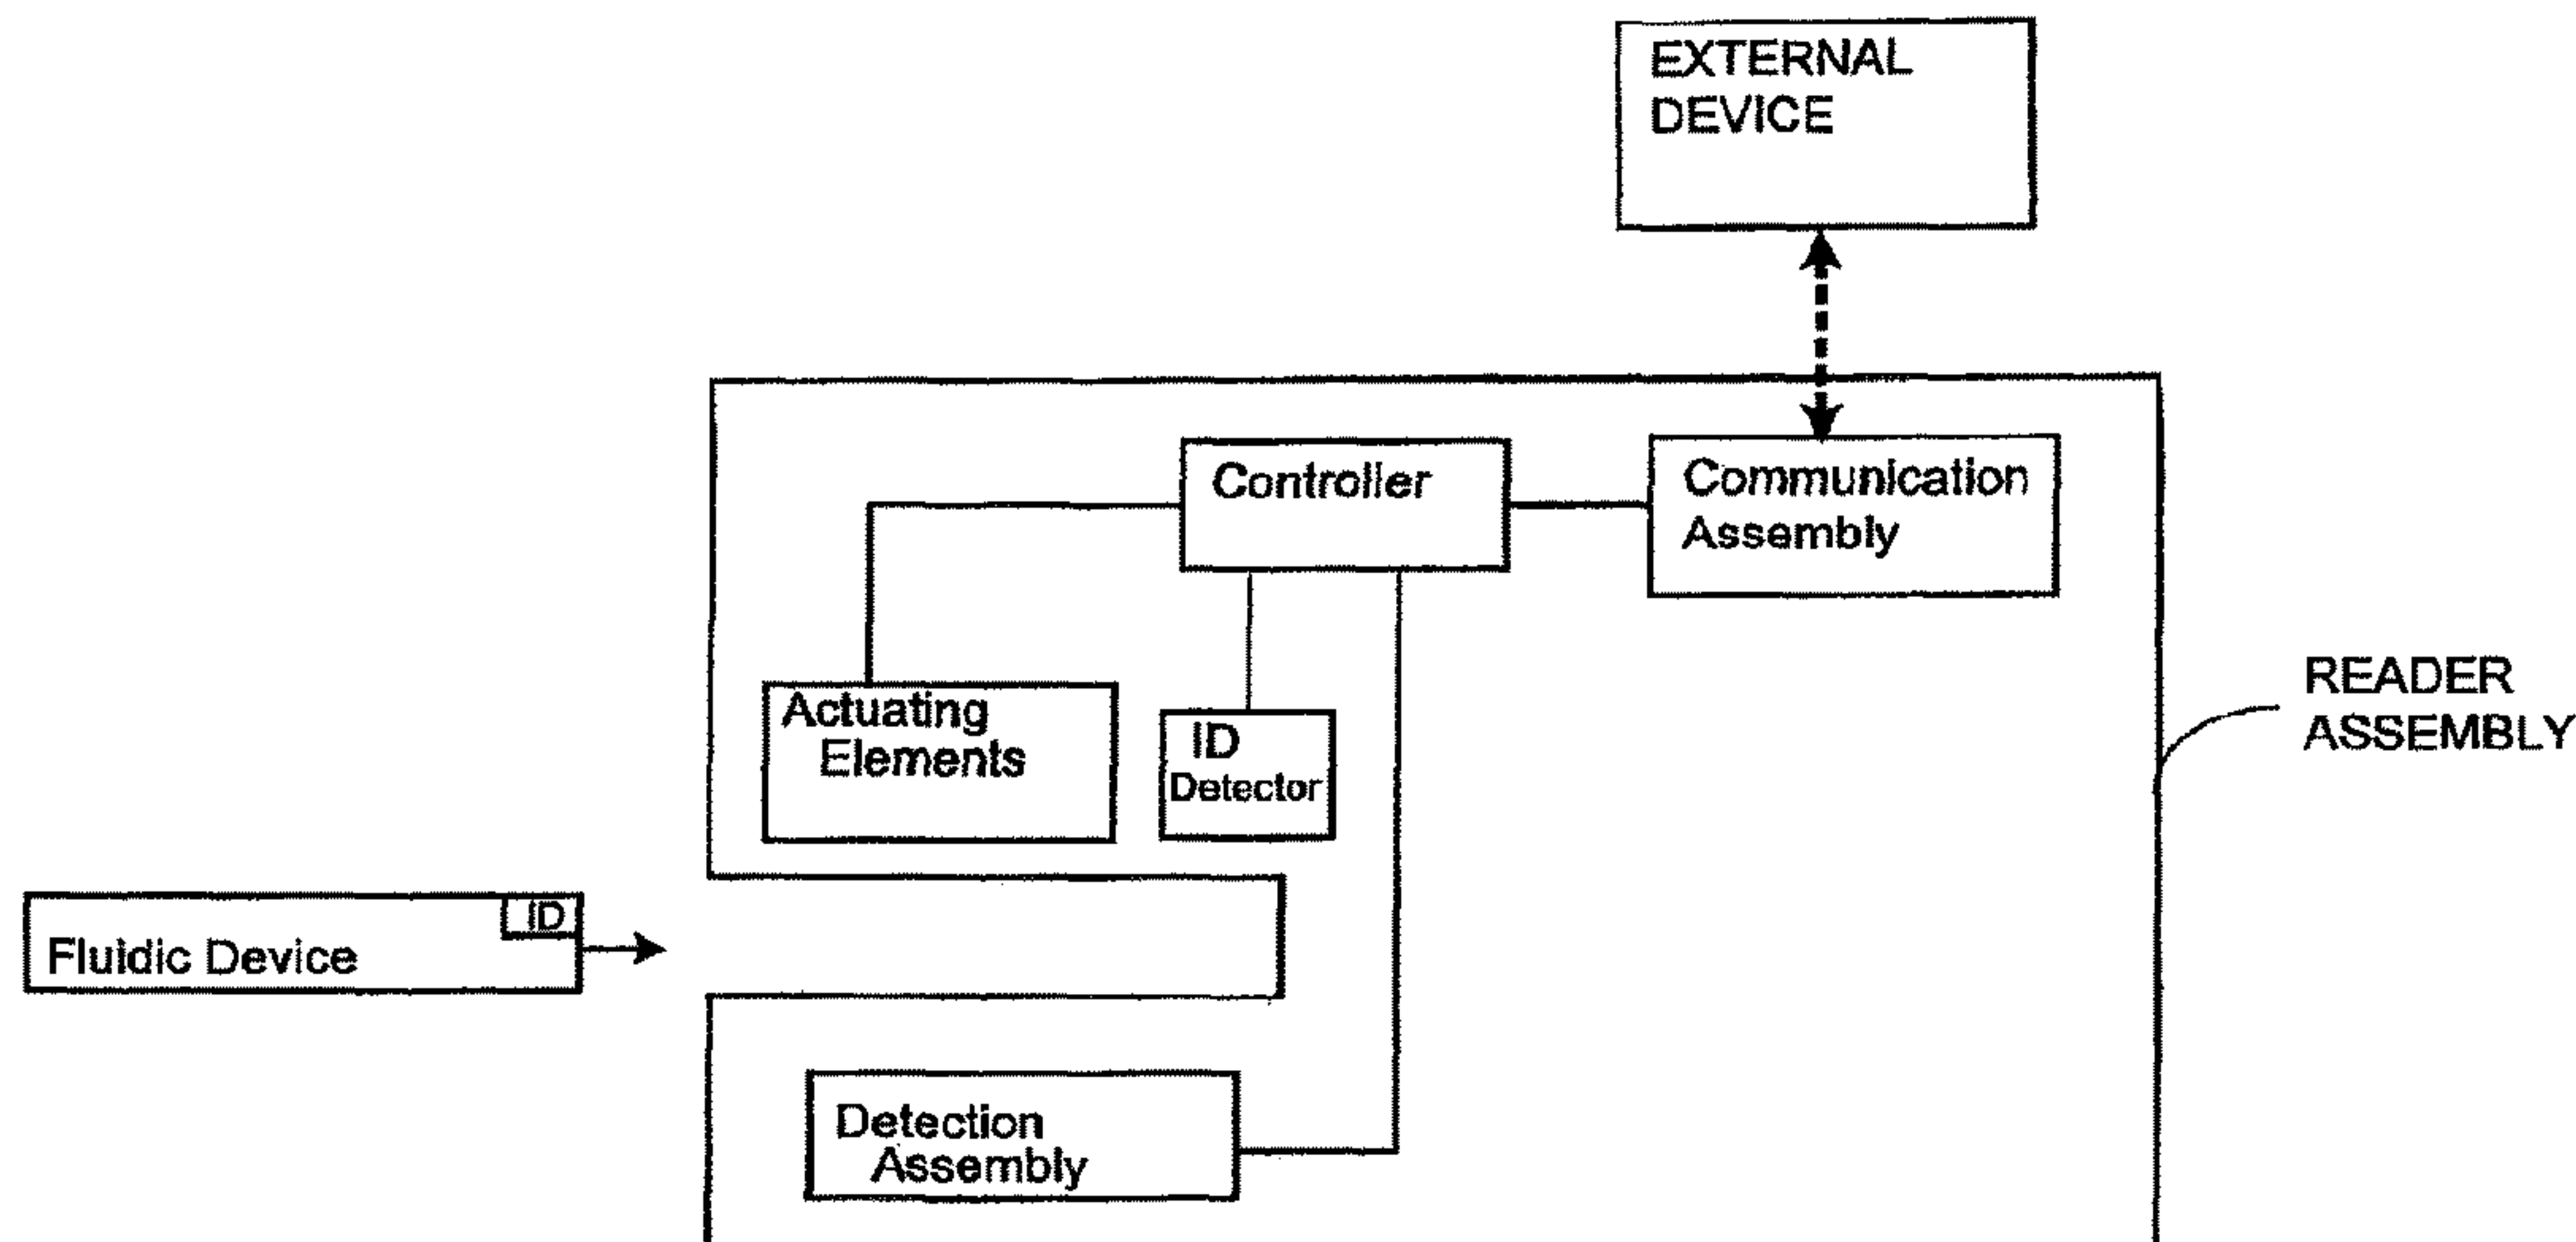 EXTERNAL
DEVICE
Controller
Communication
Assembly
READER
ASSEMBLY
Actuating
Elements
ID
Detector
ID
Fluidic Device
Detection
Assembly